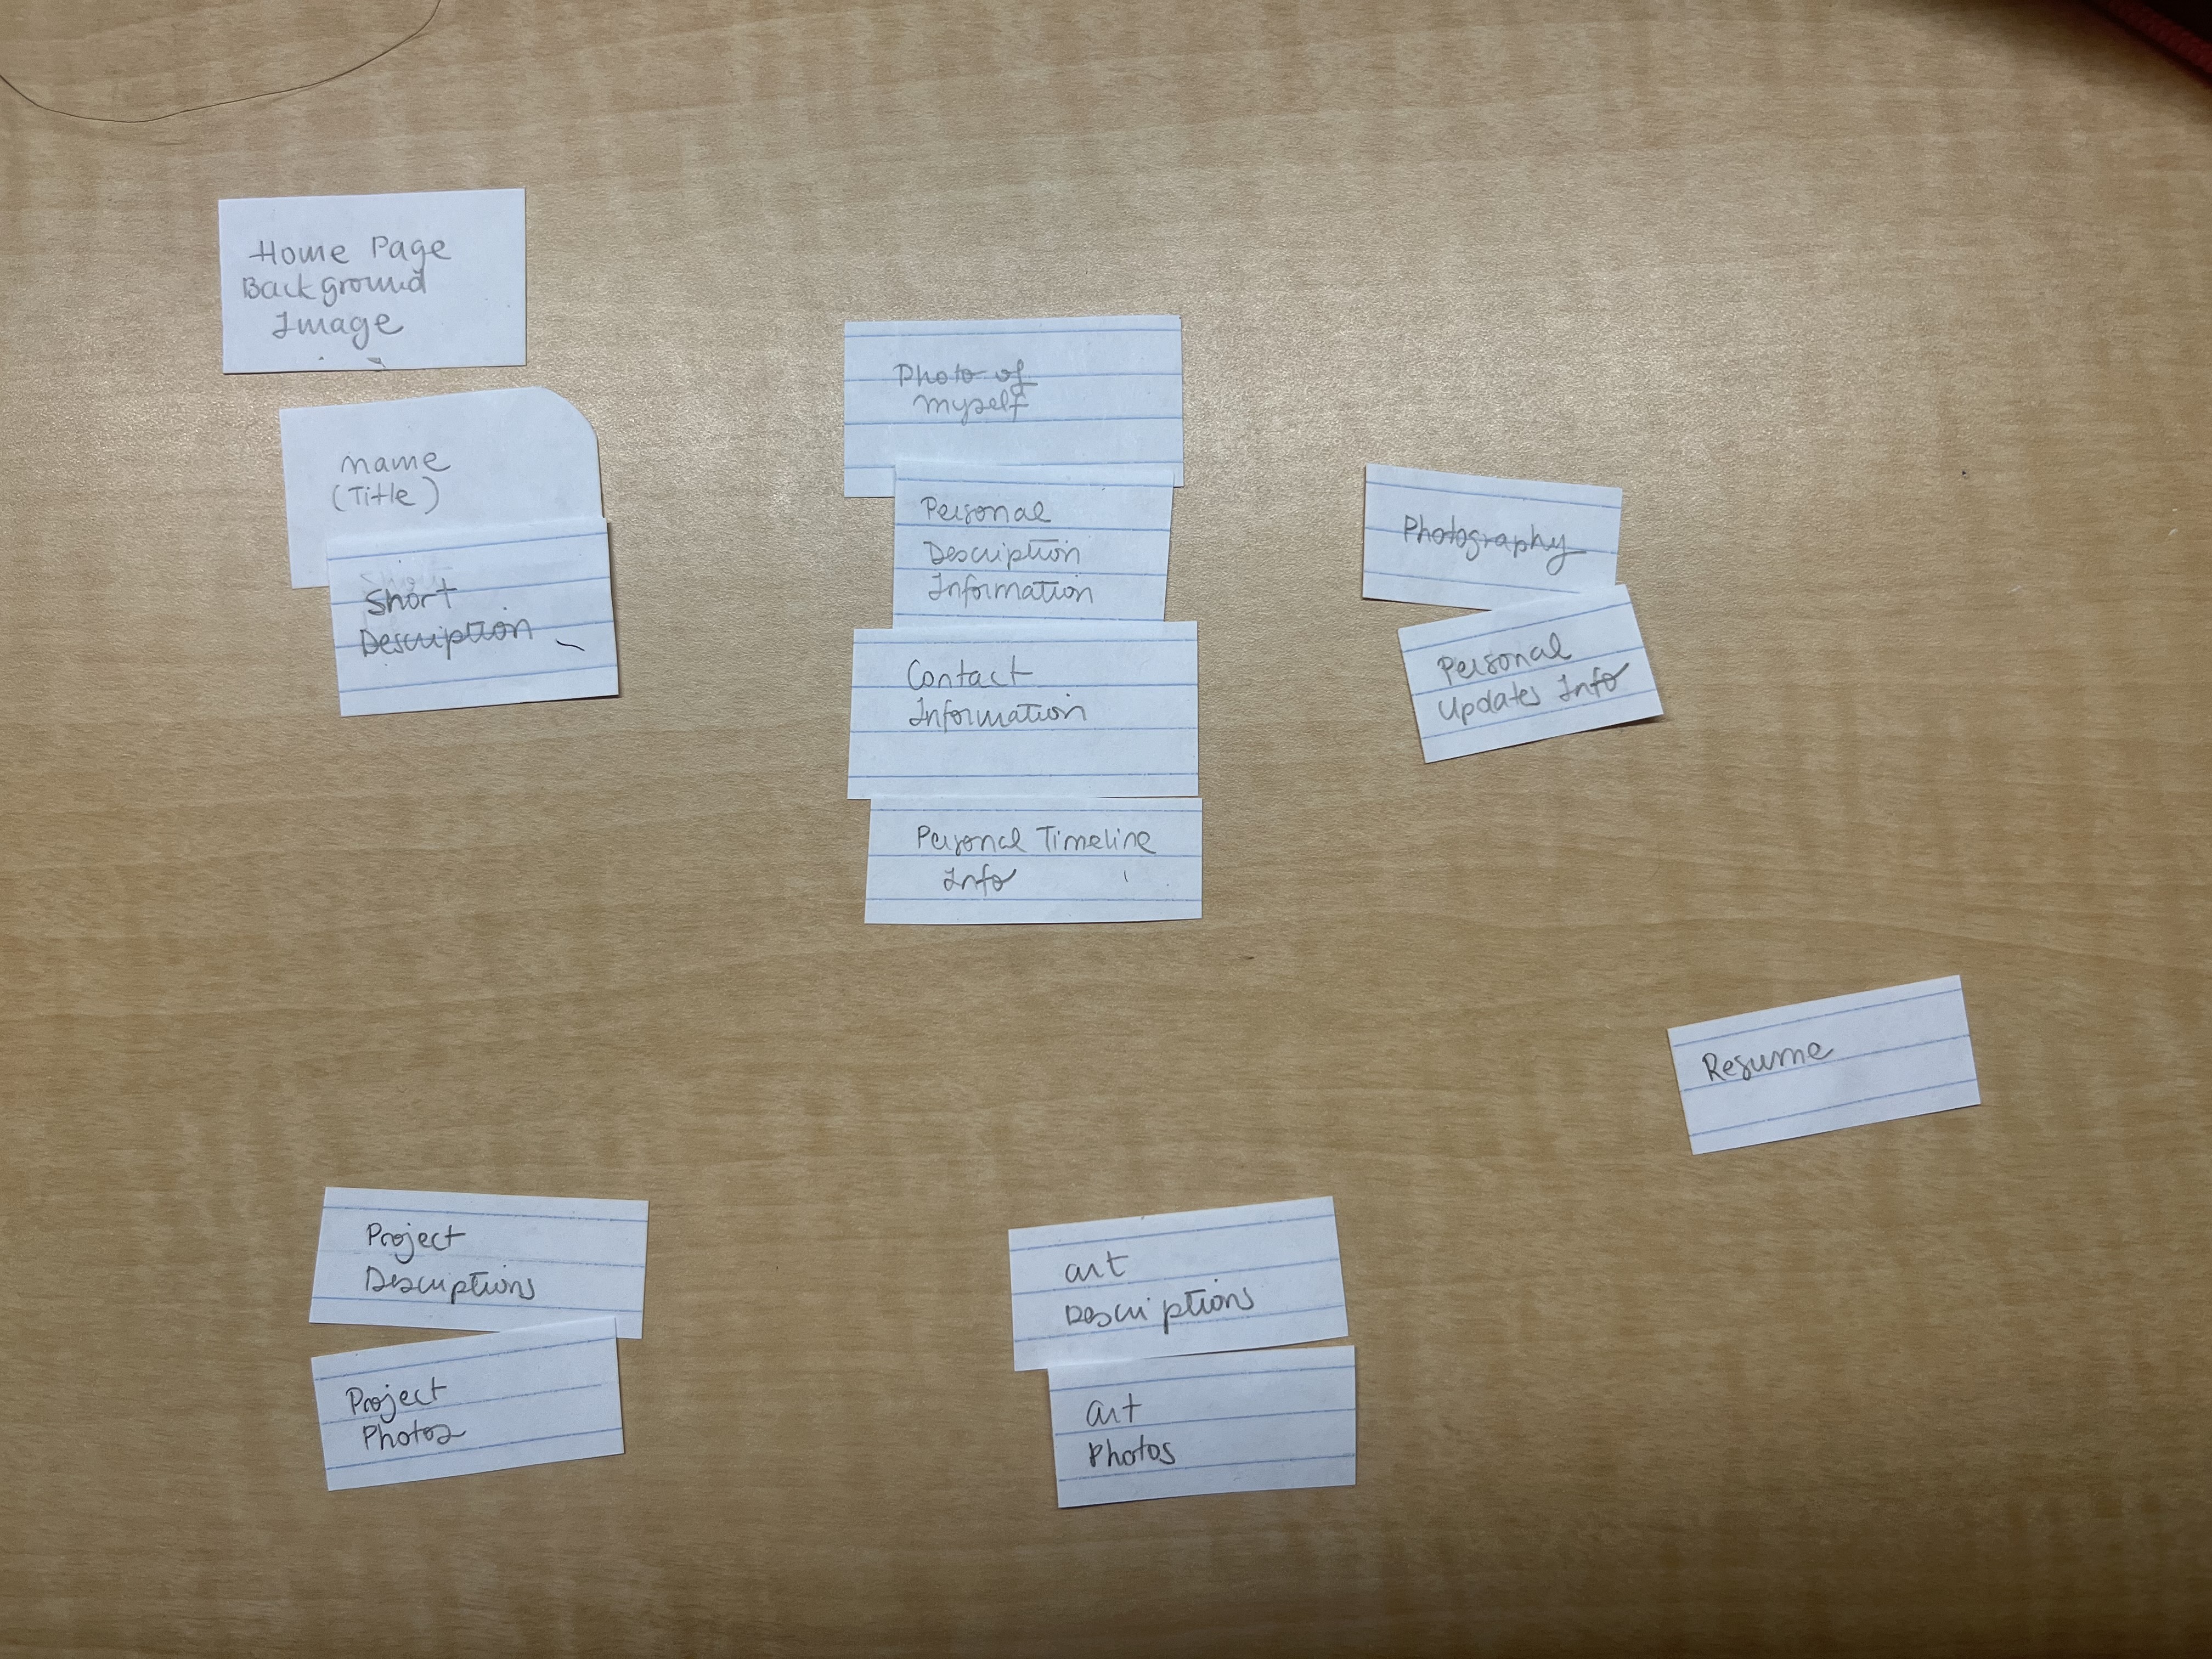 Home Page
Background
Image
name
(Title)
Short
Description
Photo of
myself
Personal
Description
Information
Contact
Information
Personal Timeline
Info
Photography
Personal
Updates Info
Resume
Project
Descriptions
Project
Photos
art
Descriptions
art
Photos